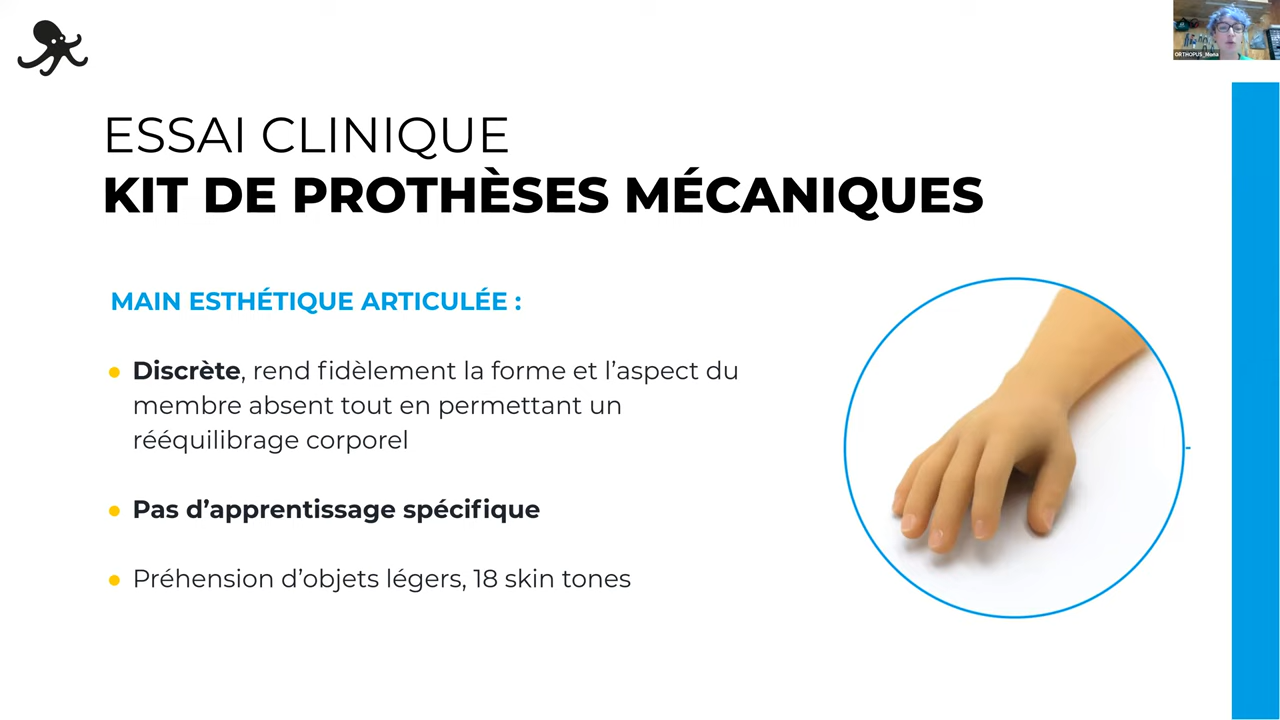 ORTHOPUS_Mona
ESSAI CLINIQUE
KIT DE PROTHÈSES MÉCANIQUES
MAIN ESTHÉTIQUE ARTICULÉE :
Discrète, rend fidèlement la forme et l’aspect du
membre absent tout en permettant un
rééquilibrage corporel
Pas d’apprentissage spécifique
Préhension d’objets légers, 18 skin tones